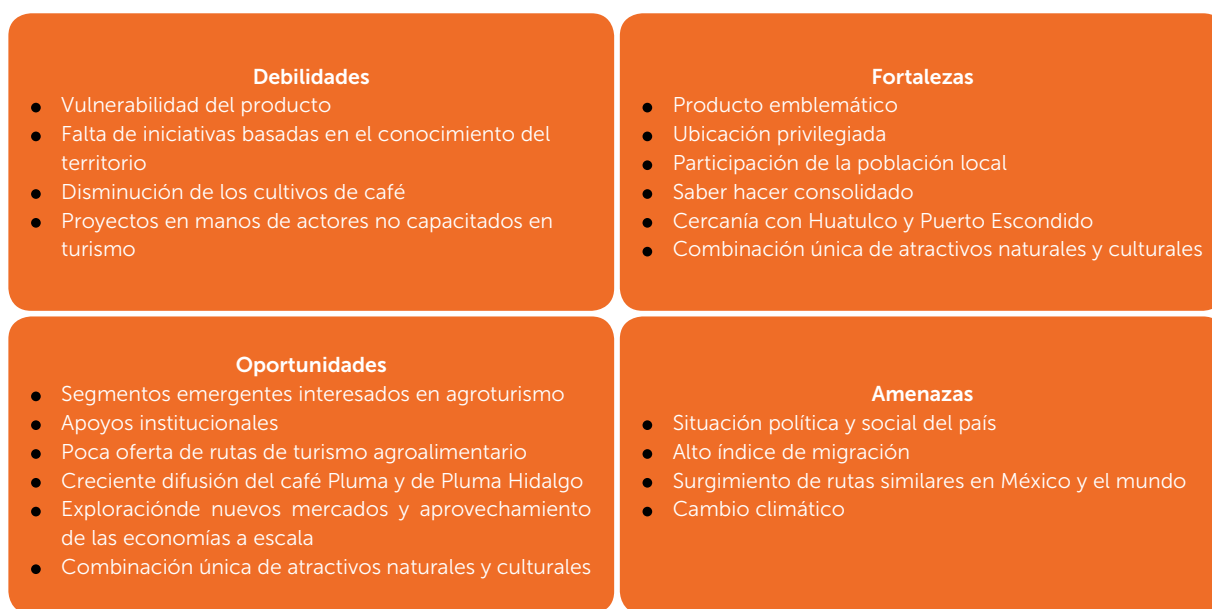 Debilidades
● Vulnerabilidad del producto
● Falta de iniciativas basadas en el conocimiento del
territorio
● Disminución de los cultivos de café
● Proyectos en manos de actores no capacitados en
turismo
Fortalezas
● Producto emblemático
● Ubicación privilegiada
● Participación de la población local
● Saber hacer consolidado
● Cercanía con Huatulco y Puerto Escondido
● Combinación única de atractivos naturales y culturales
Oportunidades
● Segmentos emergentes interesados en agroturismo
● Apoyos institucionales
● Poca oferta de rutas de turismo agroalimentario
● Creciente difusión del café Pluma y de Pluma Hidalgo
● Exploraciónde nuevos mercados y aprovechamiento
de las economías a escala
● Combinación única de atractivos naturales y culturales
Amenazas
● Situación política y social del país
● Alto índice de migración
● Surgimiento de rutas similares en México y el mundo
● Cambio climático